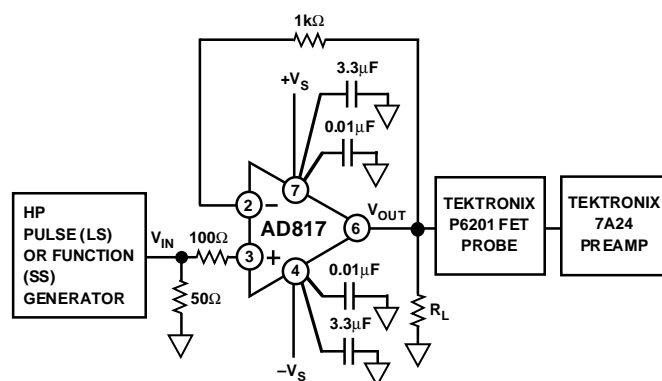 1kΩ
3.3μF
+VS
0.01μF
2
−
7
AD817
VOUT
6
3
+
4
HP
PULSE (LS)
OR FUNCTION
(SS)
GENERATOR
VIN
100Ω
50Ω
0.01μF
3.3μF
−VS
RL
TEKTRONIX
P6201 FET
PROBE
TEKTRONIX
7A24
PREAMP